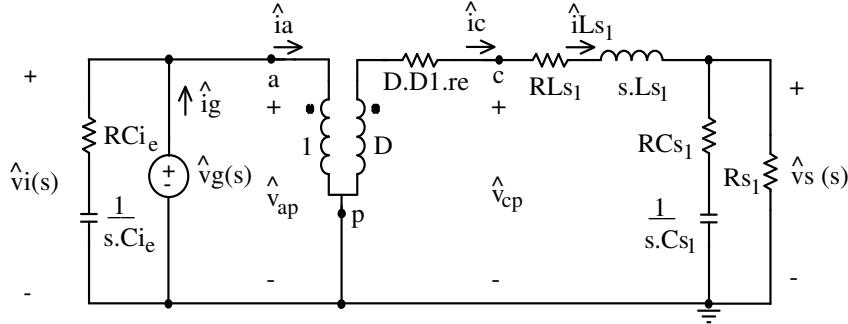 îa
îc
îLs₁
a
c
D.D1.re
RLs₁
s.Ls₁
+
+
+
+
îg
RCiₑ
1
D
RCs₁
v̂i(s)
+
-
v̂g(s)
v̂ₐₚ
v̂cp
Rs₁
v̂s (s)
p
1
s.Ciₑ
1
s.Cs₁
-
-
-
-